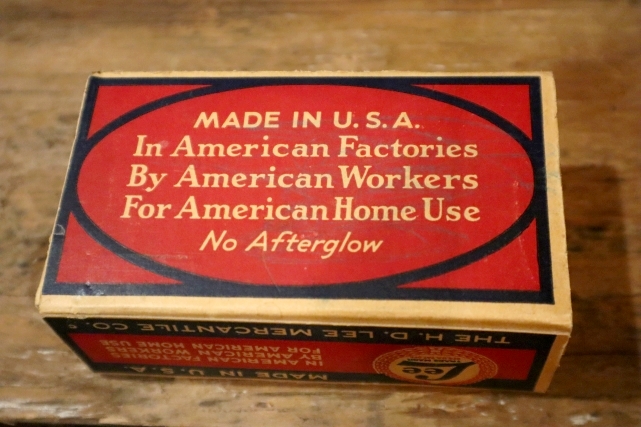 MADE IN U.S.A.
In American Factories
By American Workers
For American Home Use
No Afterglow
THE H. D. LEE MERCANTILE CO.
Lee
MADE IN U.S.A.
IN AMERICAN FACTORIES
BY AMERICAN WORKERS
FOR AMERICAN HOME USE